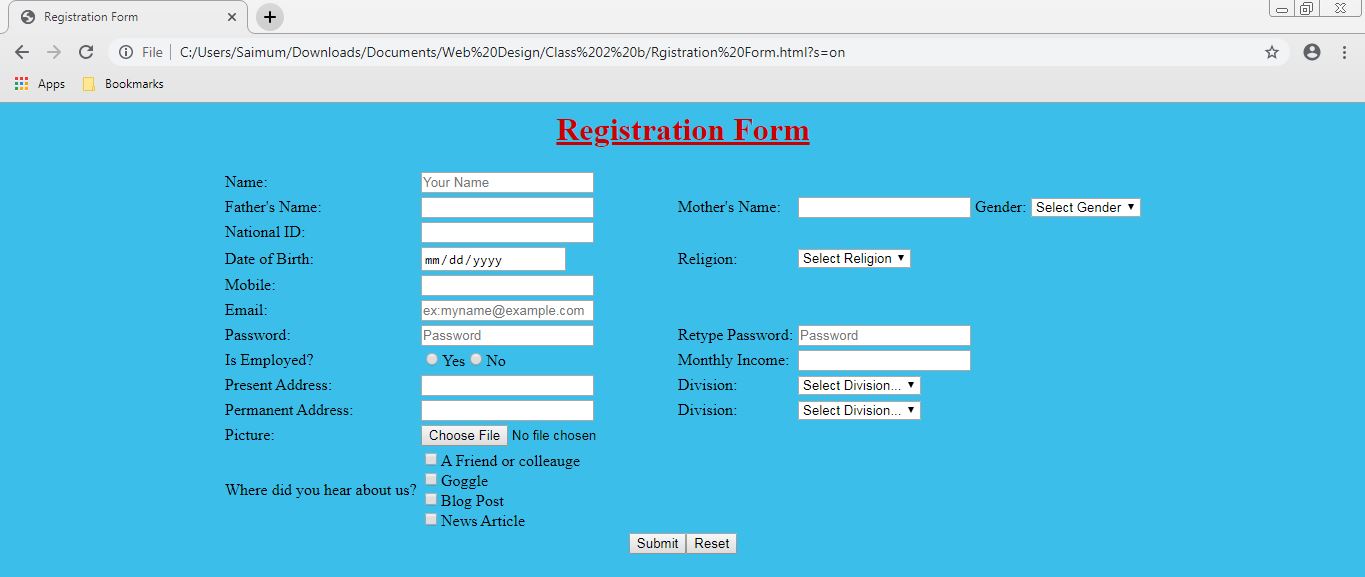 Registration Form
File C:/Users/Saimum/Downloads/Documents/Web%20Design/Class%202%20b/Rgistration%20Form.html?s=on
Apps Bookmarks
Registration Form
Name: Your Name
Father's Name: Mother's Name: Gender: Select Gender
National ID:
Date of Birth: mm/dd/yyyy Religion: Select Religion
Mobile:
Email: ex:myname@example.com
Password: Password Retype Password: Password
Is Employed? Yes No Monthly Income:
Present Address: Division: Select Division...
Permanent Address: Division: Select Division...
Picture: Choose File No file chosen
Where did you hear about us?
A Friend or colleauge
Goggle
Blog Post
News Article
Submit Reset